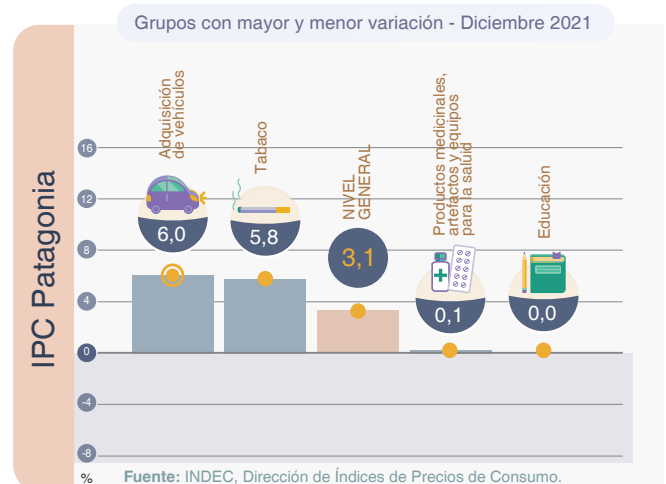 Grupos con mayor y menor variación - Diciembre 2021
IPC Patagonia
Adquisición
de vehículos
Tabaco
NIVEL
GENERAL
Productos medicinales,
artefactos y equipos
para la salud
Educación
16
12
8
4
0
-4
-8
%
6,0
5,8
3,1
0,1
0,0
Fuente: INDEC, Dirección de Índices de Precios de Consumo.